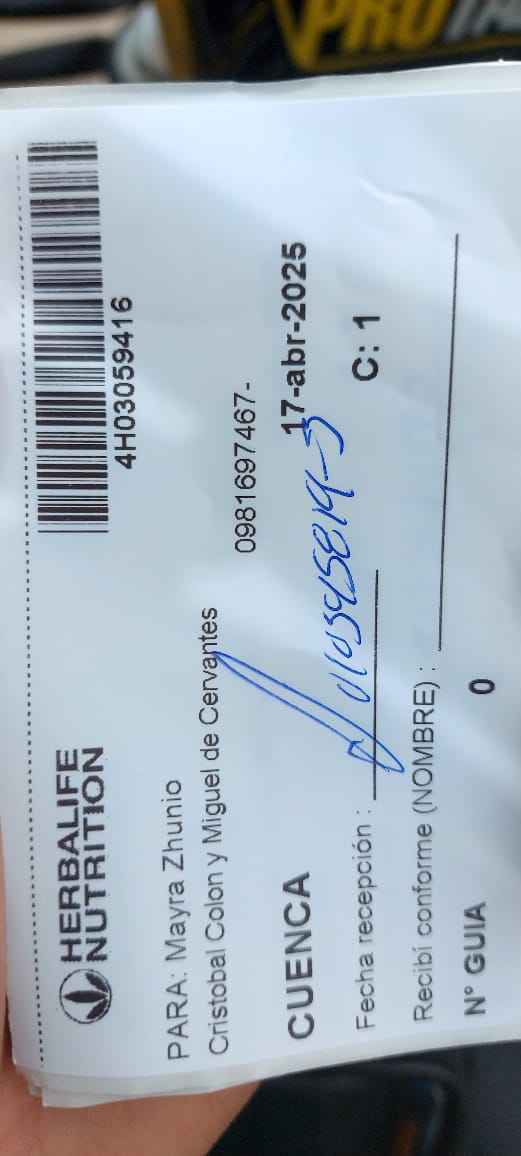 PROTA
HERBALIFE
NUTRITION
4H03059416
PARA: Mayra Zhunio
Cristobal Colon y Miguel de Cervantes
0981697467-
CUENCA
17-abr-2025
Fecha recepción :
C: 1
Recibí conforme (NOMBRE) :
N° GUIA
0